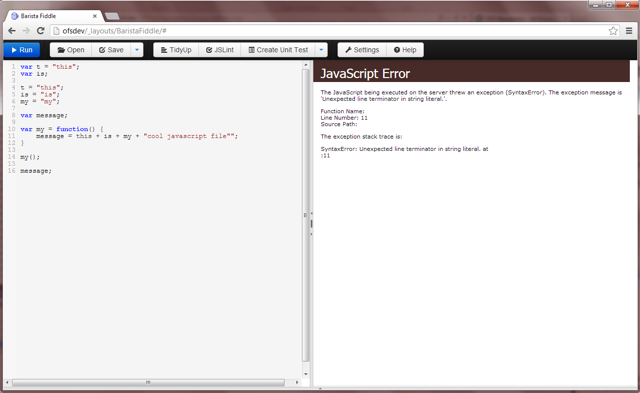 Barista Fiddle
ofsdev/_layouts/BaristaFiddle/#
Run Open Save TidyUp JSLint Create Unit Test Settings Help
1 var t = "this";
2 var is;
3
4 t = "this";
5 is = "is";
6 my = "my";
7
8 var message;
9
10 var my = function() {
11 message = this + is + my + "cool javascript file"";
12 }
13
14 my();
15
16 message;
JavaScript Error
The JavaScript being executed on the server threw an exception (SyntaxError). The exception message is
'Unexpected line terminator in string literal.'.
Function Name:
Line Number: 11
Source Path:
The exception stack trace is:
SyntaxError: Unexpected line terminator in string literal. at
:11